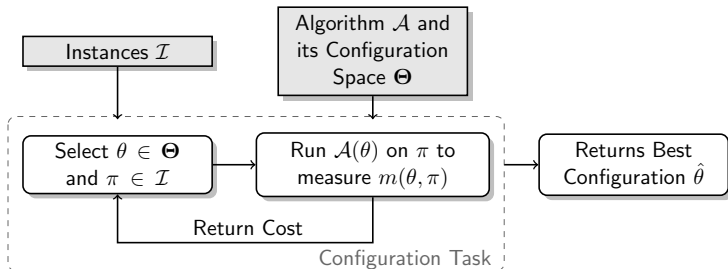 Instances 𝓘
Algorithm 𝓐 and
its Configuration
Space 𝚯
Select θ ∈ 𝚯
and π ∈ 𝓘
Run 𝓐(θ) on π to
measure m(θ, π)
Returns Best
Configuration θ̂
Return Cost
Configuration Task